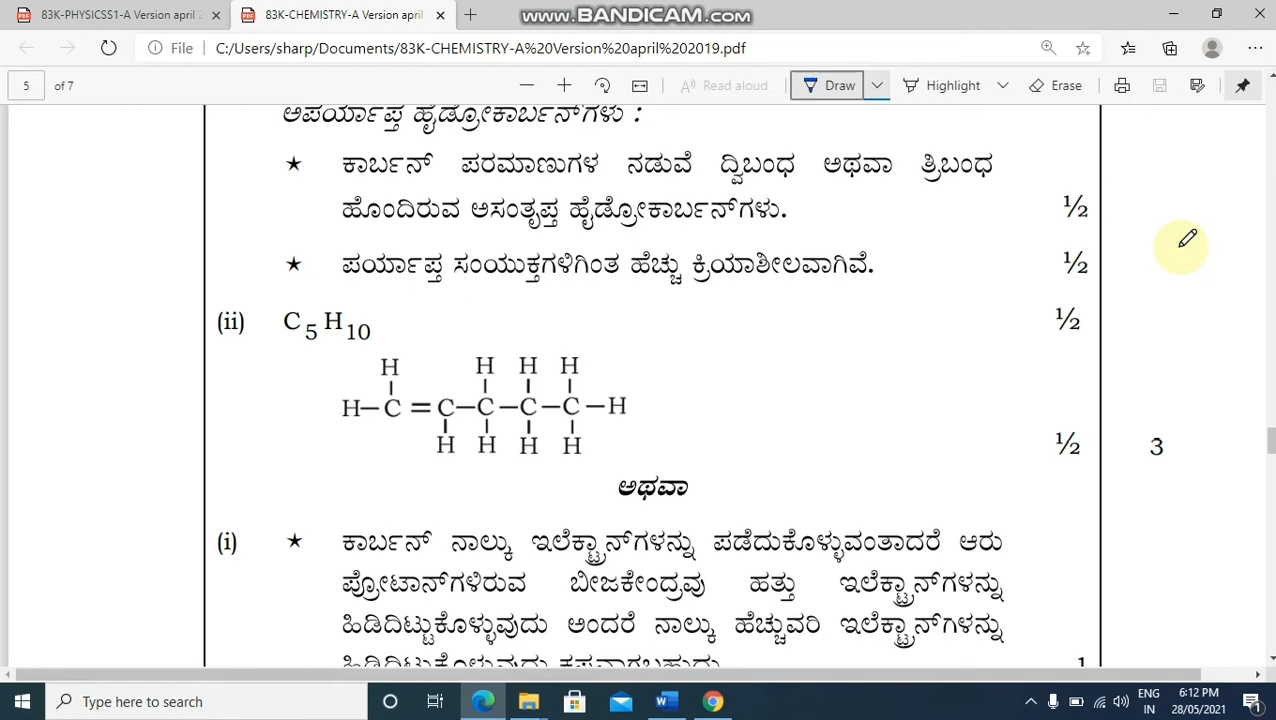 83K-PHYSICSS1-A Version april 2
83K-CHEMISTRY-A Version april
www.BANDICAM.com
File C:/Users/sharp/Documents/83K-CHEMISTRY-A%20Version%20april%202019.pdf
5 of 7 Read aloud Draw Highlight Erase
ಅಪರ್ಯಾಪ್ತ ಹೈಡ್ರೋಕಾರ್ಬನ್‌ಗಳು :
★ ಕಾರ್ಬನ್ ಪರಮಾಣುಗಳ ನಡುವೆ ದ್ವಿಬಂಧ ಅಥವಾ ತ್ರಿಬಂಧ
ಹೊಂದಿರುವ ಅಸಂತೃಪ್ತ ಹೈಡ್ರೋಕಾರ್ಬನ್‌ಗಳು. ½
★ ಪರ್ಯಾಪ್ತ ಸಂಯುಕ್ತಗಳಿಗಿಂತ ಹೆಚ್ಚು ಕ್ರಿಯಾಶೀಲವಾಗಿವೆ. ½
(ii) C5H10 ½
H H H H
H–C=C–C–C–C–H
H H H H ½ 3
ಅಥವಾ
(i) ★ ಕಾರ್ಬನ್ ನಾಲ್ಕು ಇಲೆಕ್ಟ್ರಾನ್‌ಗಳನ್ನು ಪಡೆದುಕೊಳ್ಳುವಂತಾದರೆ ಆರು
ಪ್ರೋಟಾನ್‌ಗಳಿರುವ ಬೀಜಕೇಂದ್ರವು ಹತ್ತು ಇಲೆಕ್ಟ್ರಾನ್‌ಗಳನ್ನು
ಹಿಡಿದಿಟ್ಟುಕೊಳ್ಳುವುದು ಅಂದರೆ ನಾಲ್ಕು ಹೆಚ್ಚುವರಿ ಇಲೆಕ್ಟ್ರಾನ್‌ಗಳನ್ನು
ಹಿಡಿದಿಟ್ಟುಕೊಳ್ಳುವುದು ಕಷ್ಟವಾಗಬಹುದು. 1
Type here to search
ENG 6:12 PM
IN 28/05/2021